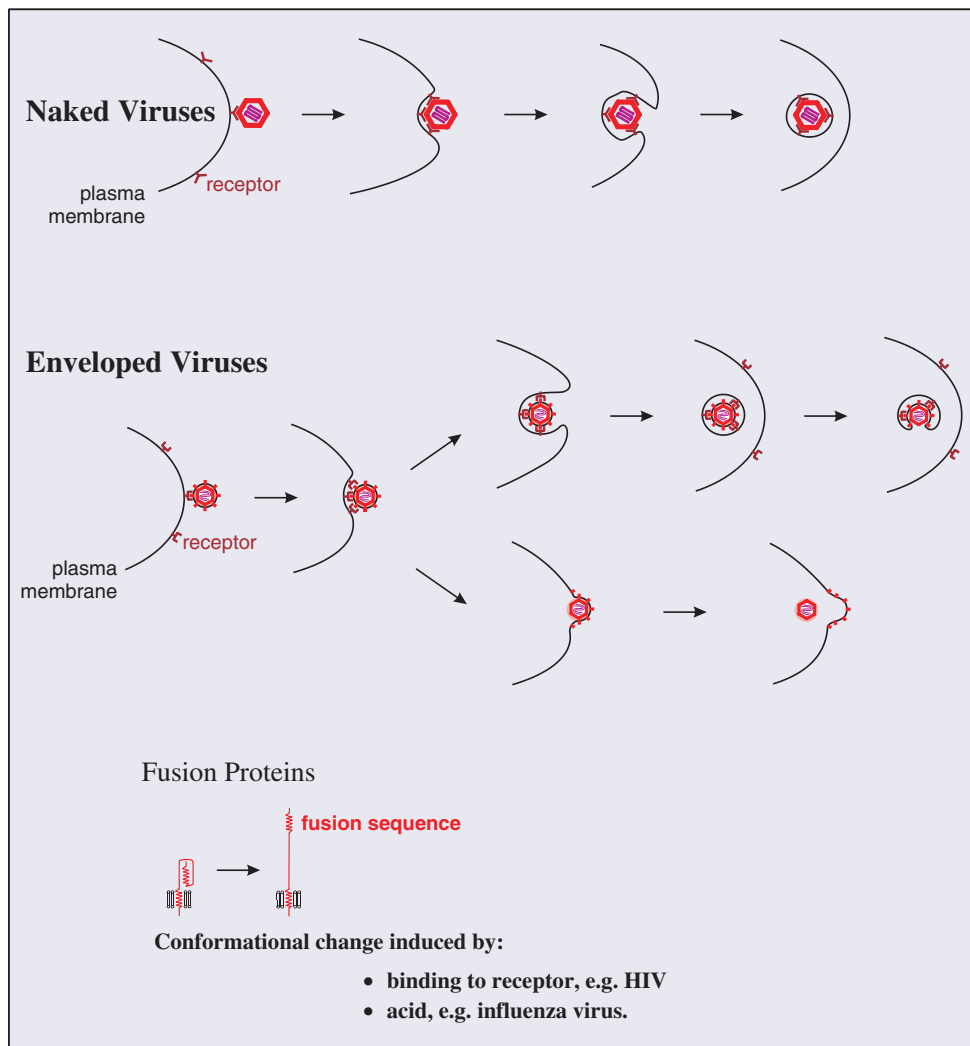 Naked Viruses
receptor
plasma
membrane
Enveloped Viruses
receptor
plasma
membrane
Fusion Proteins
fusion sequence
Conformational change induced by:
• binding to receptor, e.g. HIV
• acid, e.g. influenza virus.